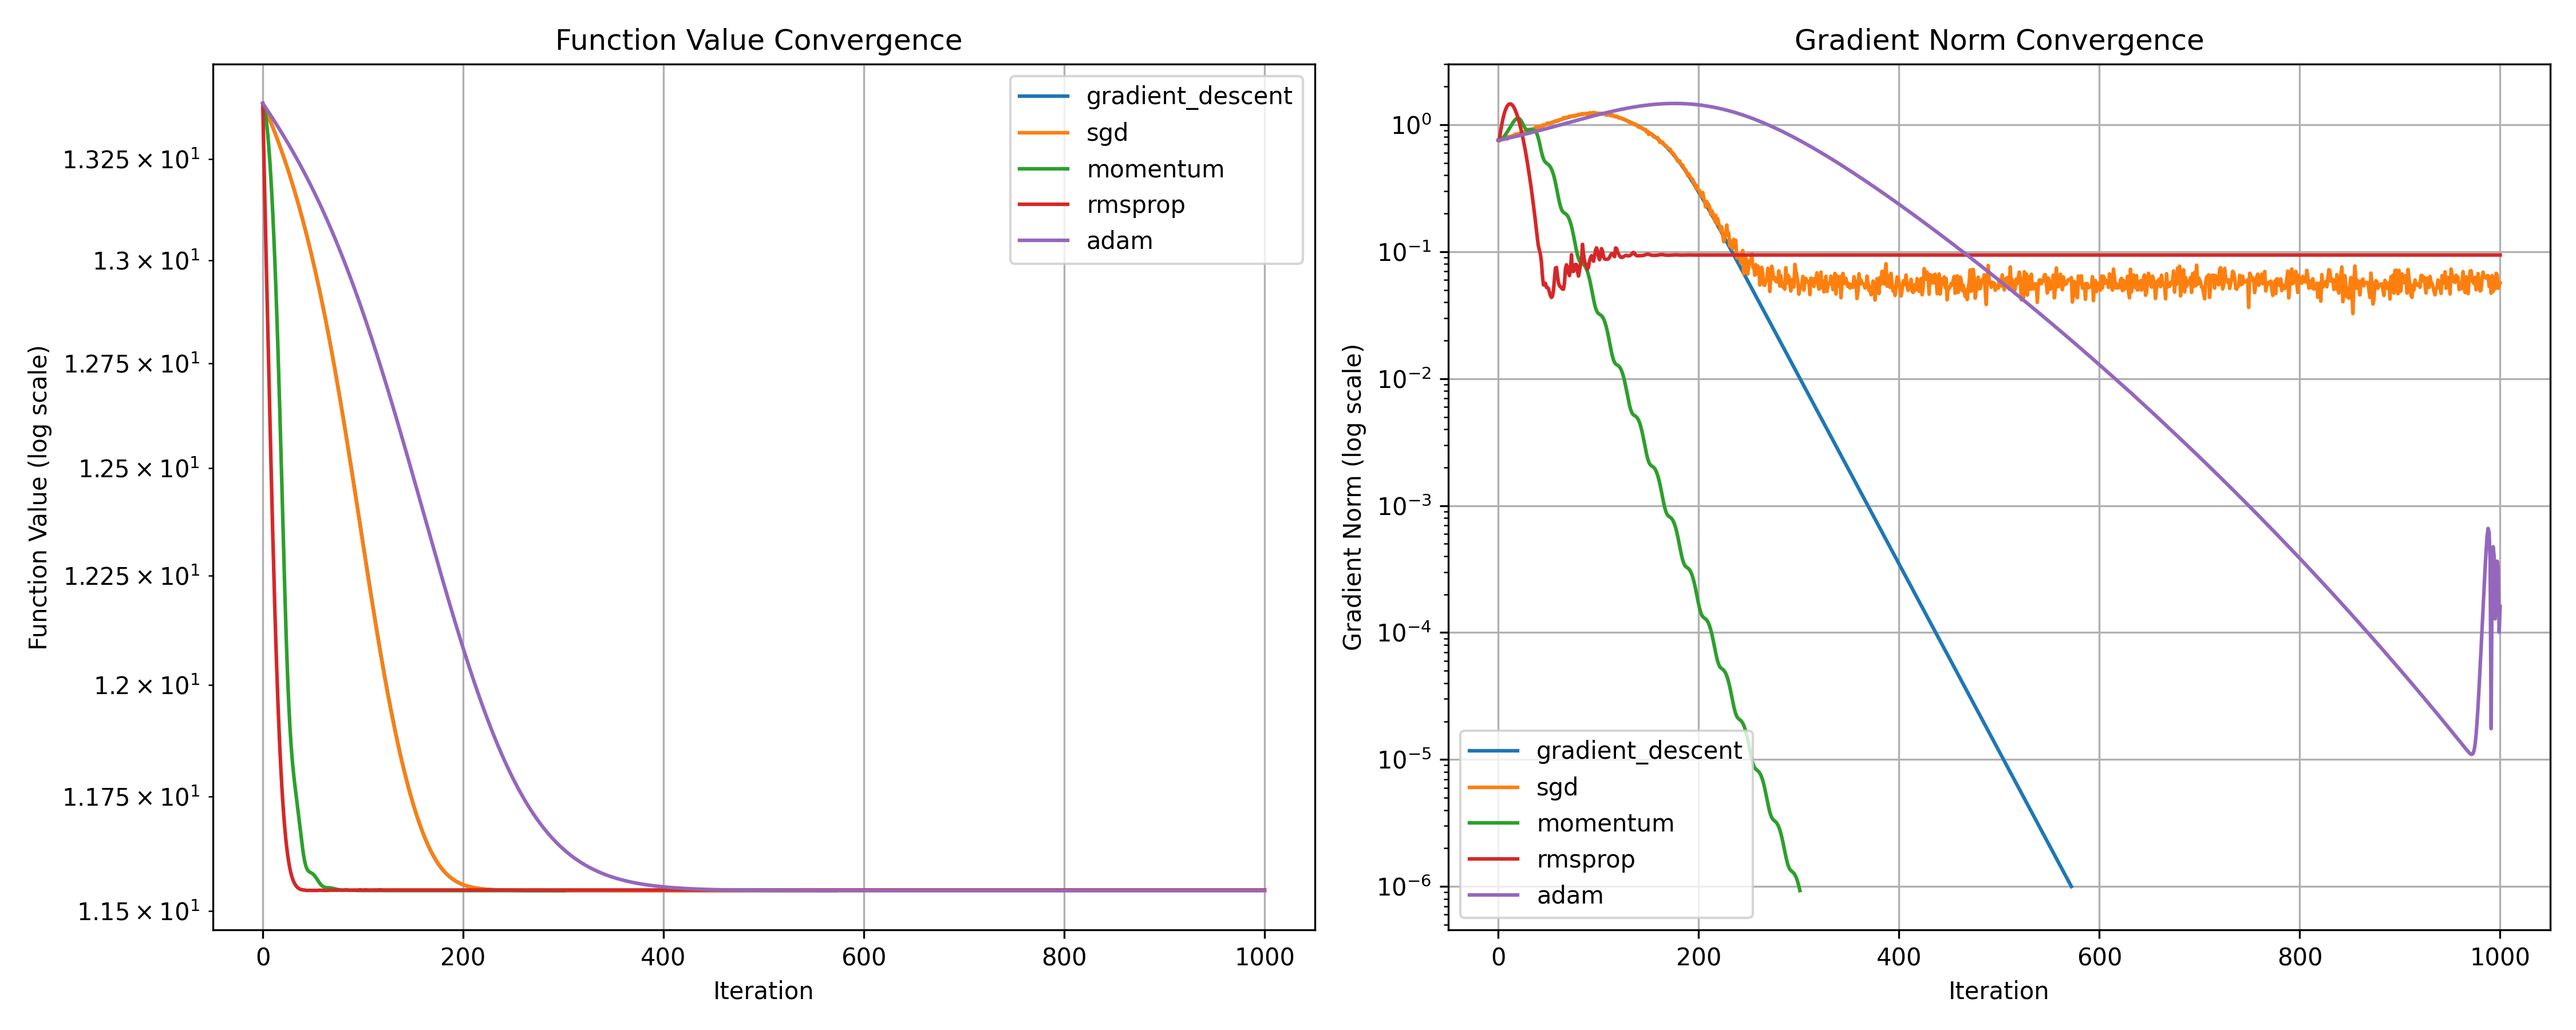 Function Value Convergence
Function Value (log scale)
1.325 × 10¹
1.3 × 10¹
1.275 × 10¹
1.25 × 10¹
1.225 × 10¹
1.2 × 10¹
1.175 × 10¹
1.15 × 10¹
0 200 400 600 800 1000
Iteration
gradient_descent
sgd
momentum
rmsprop
adam
Gradient Norm Convergence
Gradient Norm (log scale)
10⁰
10⁻¹
10⁻²
10⁻³
10⁻⁴
10⁻⁵
10⁻⁶
gradient_descent
sgd
momentum
rmsprop
adam
0 200 400 600 800 1000
Iteration